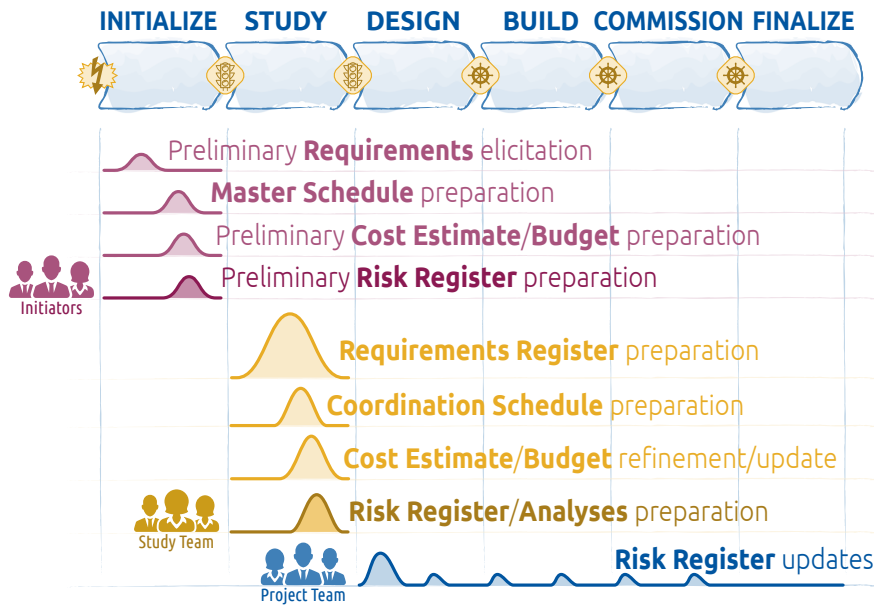 INITIALIZE STUDY DESIGN BUILD COMMISSION FINALIZE
Preliminary Requirements elicitation
Master Schedule preparation
Preliminary Cost Estimate/Budget preparation
Preliminary Risk Register preparation
Initiators
Requirements Register preparation
Coordination Schedule preparation
Cost Estimate/Budget refinement/update
Risk Register/Analyses preparation
Study Team
Risk Register updates
Project Team